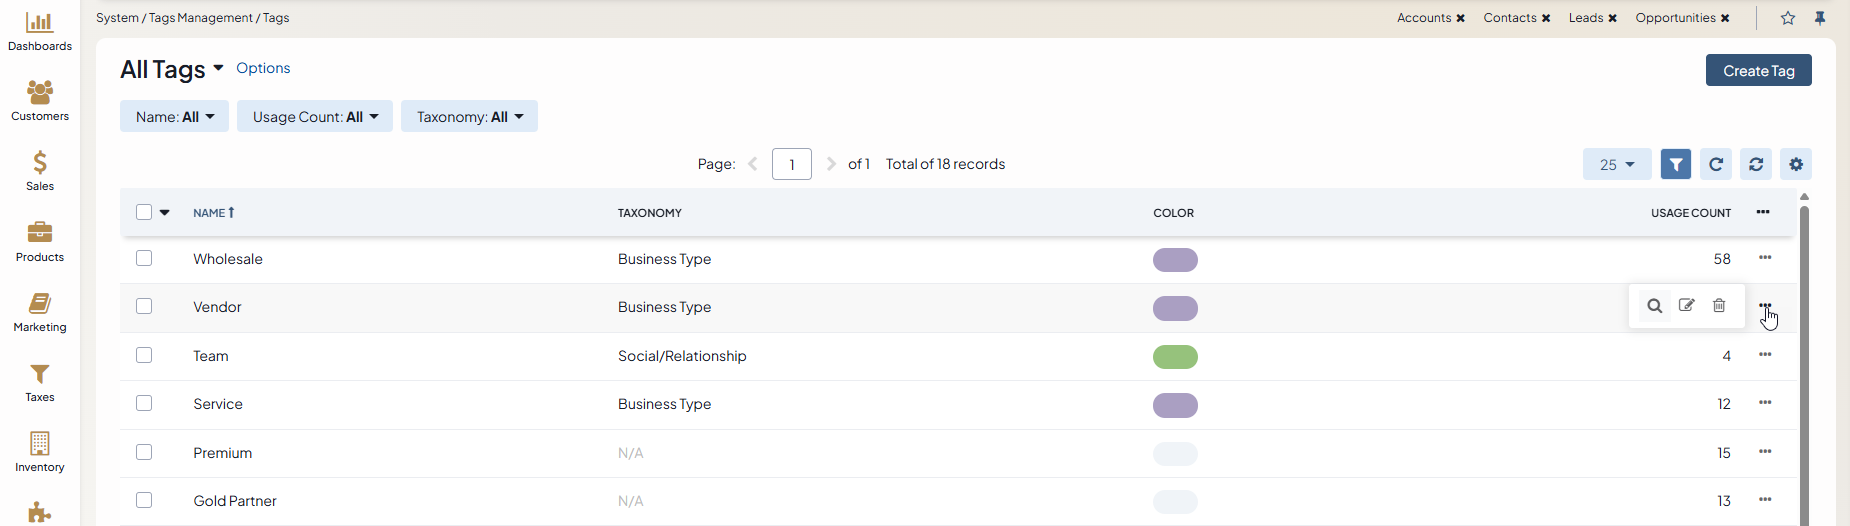 System / Tags Management / Tags
Accounts ✖ Contacts ✖ Leads ✖ Opportunities ✖
Dashboards
Customers
Sales
Products
Marketing
Taxes
Inventory
All Tags Options
Create Tag
Name: All Usage Count: All Taxonomy: All
Page: 1 of 1 Total of 18 records
25
NAME TAXONOMY COLOR USAGE COUNT ...
Wholesale Business Type 58 ...
Vendor Business Type ...
Team Social/Relationship 4 ...
Service Business Type 12 ...
Premium N/A 15 ...
Gold Partner N/A 13 ...